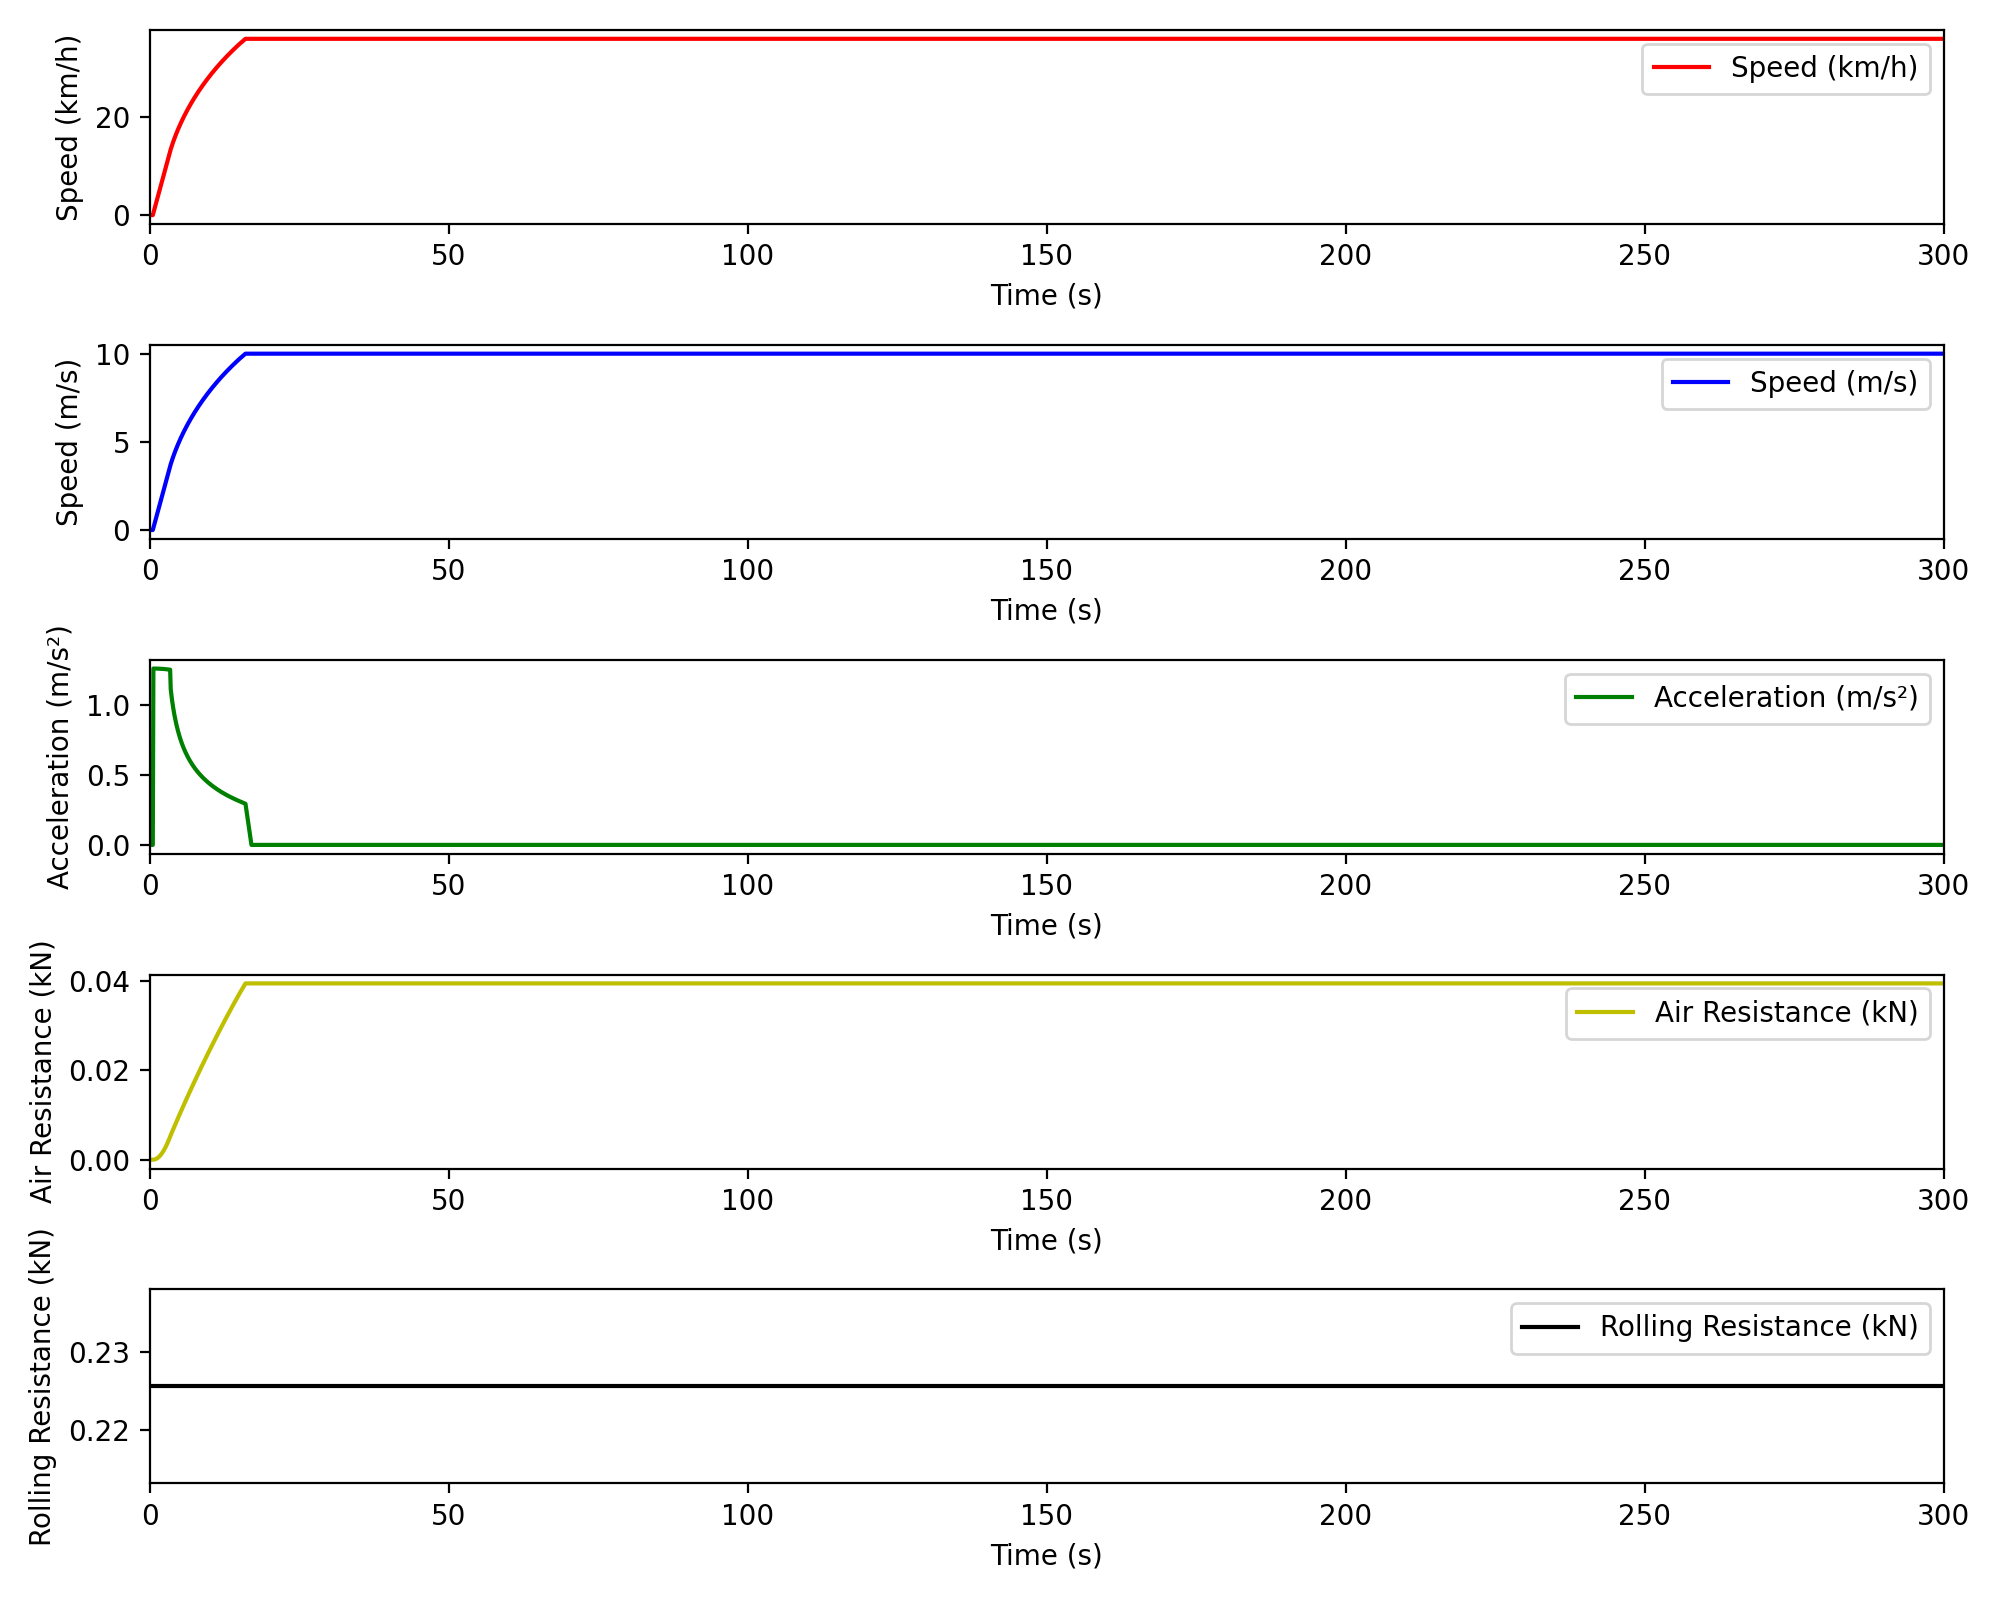 Speed (km/h)
20
0
Speed (km/h)
0 50 100 150 200 250 300
Time (s)
Speed (m/s)
10
5
0
Speed (m/s)
0 50 100 150 200 250 300
Time (s)
Acceleration (m/s²)
1.0
0.5
0.0
Acceleration (m/s²)
0 50 100 150 200 250 300
Time (s)
Air Resistance (kN)
0.04
0.02
0.00
Air Resistance (kN)
0 50 100 150 200 250 300
Time (s)
Rolling Resistance (kN)
0.23
0.22
Rolling Resistance (kN)
0 50 100 150 200 250 300
Time (s)